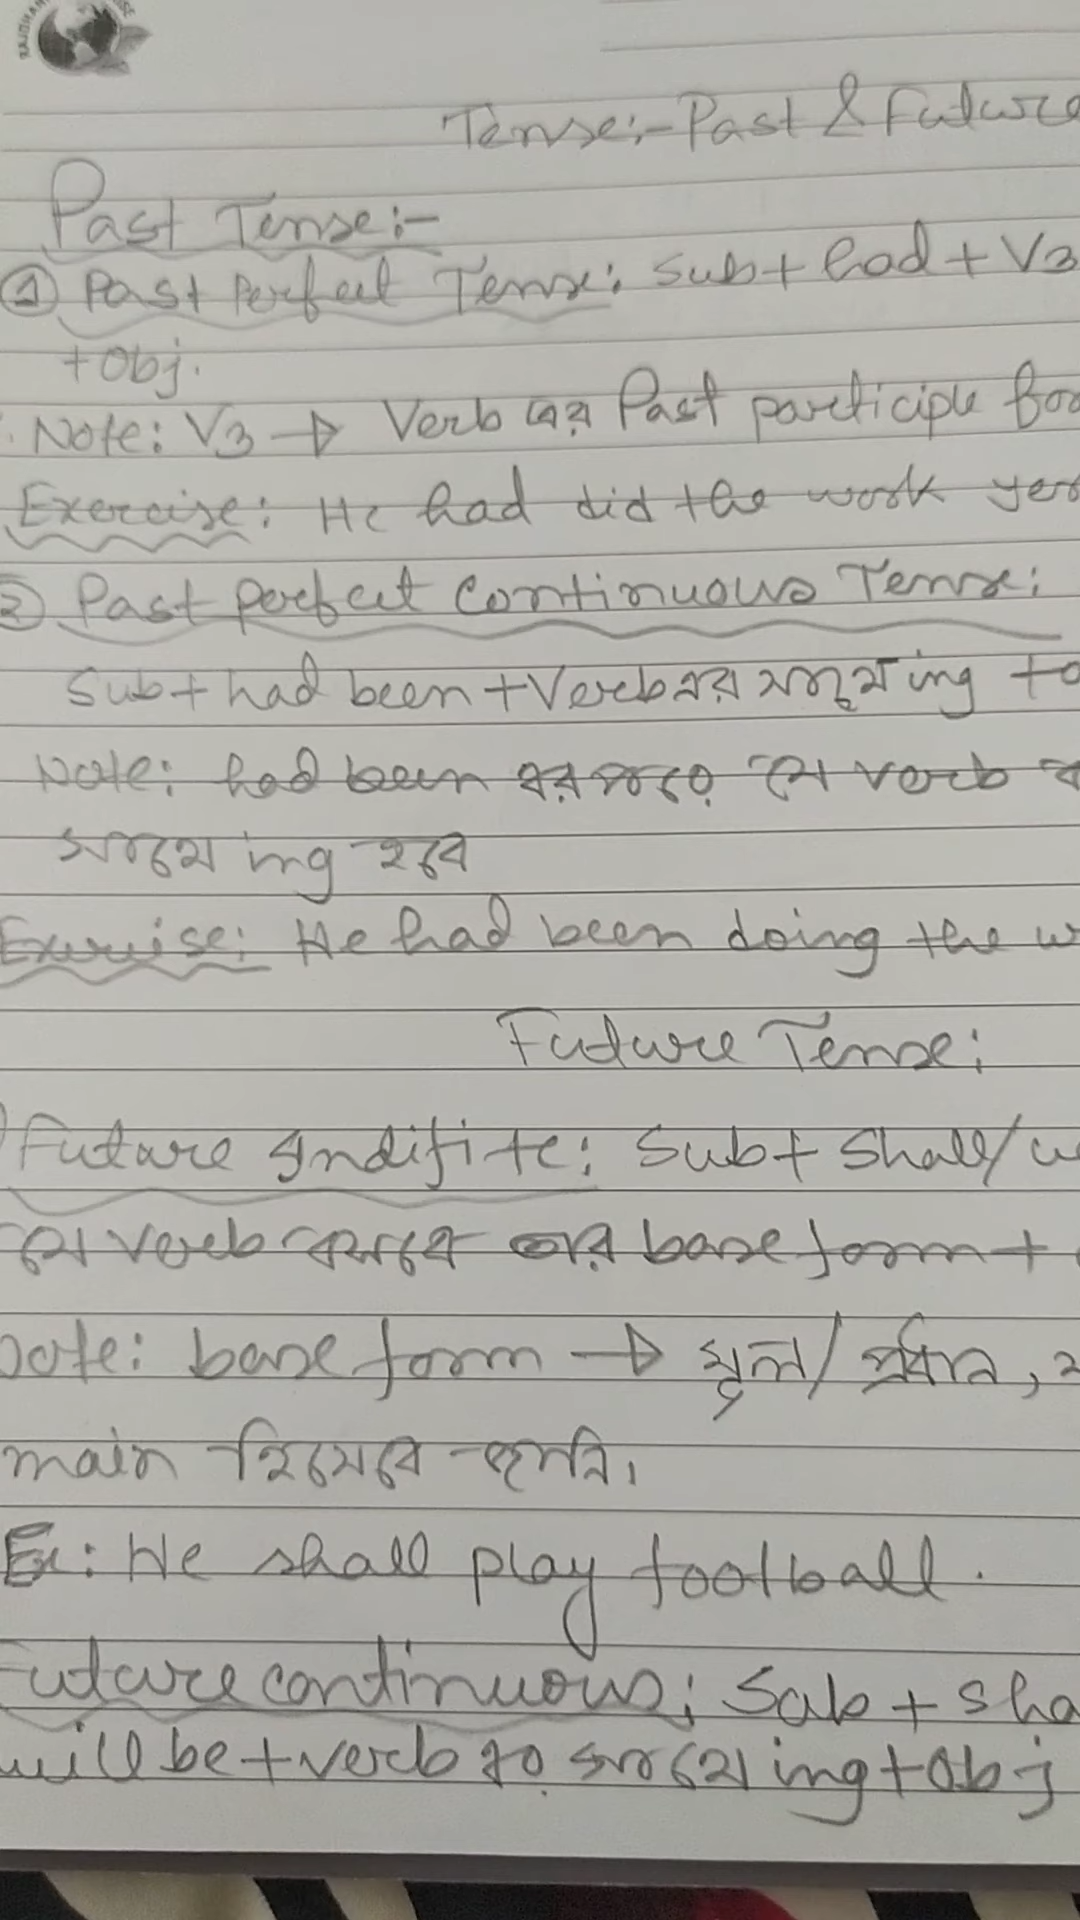 Tense:- Past & Future
Past Tense:-
① Past Perfect Tense: Sub + had + V3
+ Obj.
Note: V3 → Verb এর Past participle
Exercise: He had did the work
② Past perfect continuous Tense:
Sub + had been + Verb এর ing +
Note: had been এর পরে যে verb
সাথে ing হবে
Exercise: He had been doing the
Future Tense:
Future Indifite: Sub + Shall/
যে verb থাকবে তার base form +
Note: base form → মূল/ প্রধান,
main হিসেবে জানি।
Ex: He shall play football.
Future continuous: Sub +
will be + verb সাথে ing + Obj